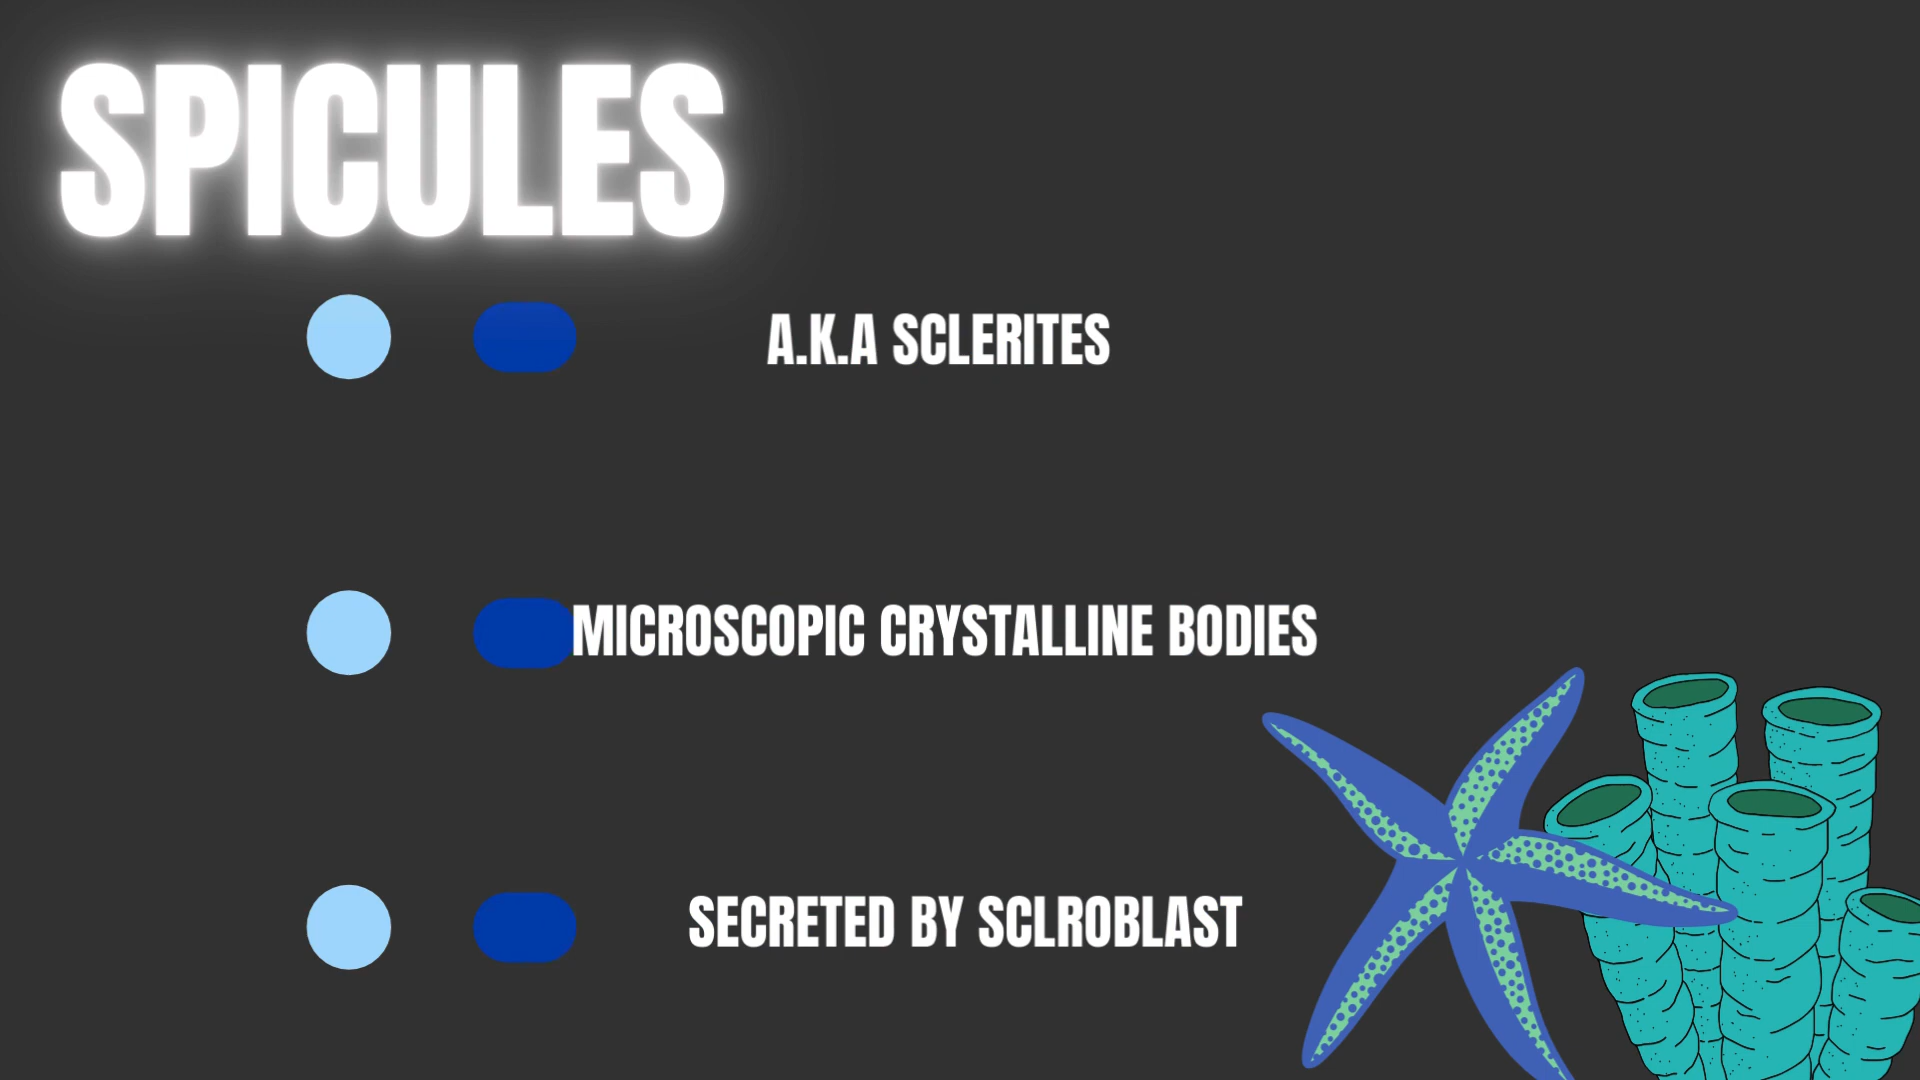 SPICULES
A.K.A SCLERITES
MICROSCOPIC CRYSTALLINE BODIES
SECRETED BY SCLROBLAST